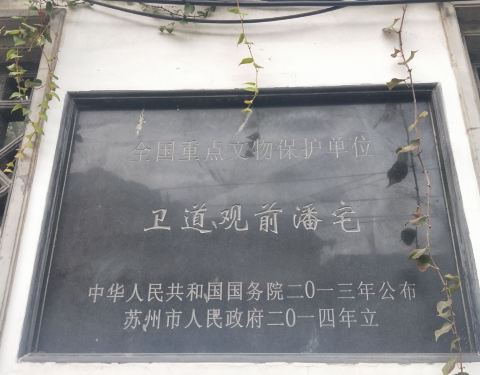 全国重点文物保护单位
卫道观前潘宅
中华人民共和国国务院二0一三年公布
苏州市人民政府二0一四年立